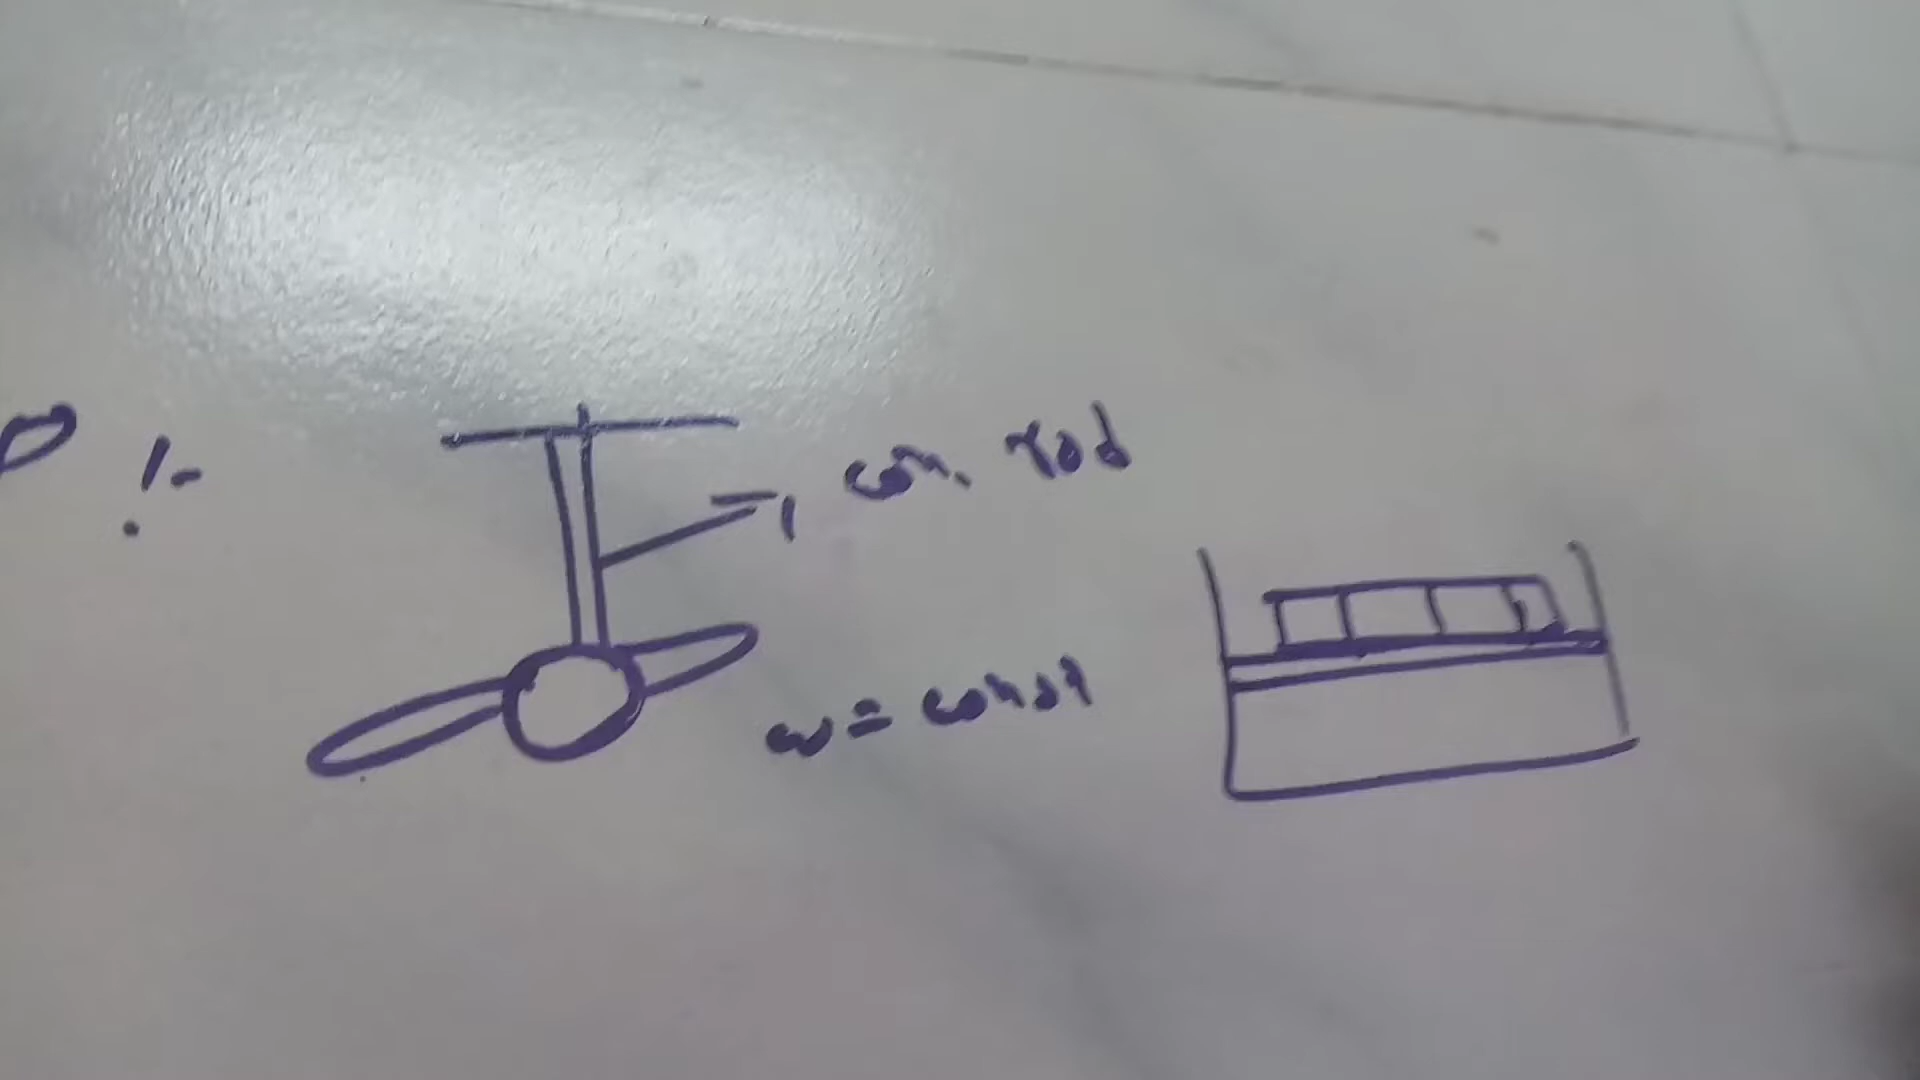 P :-
con. rod
ω = const